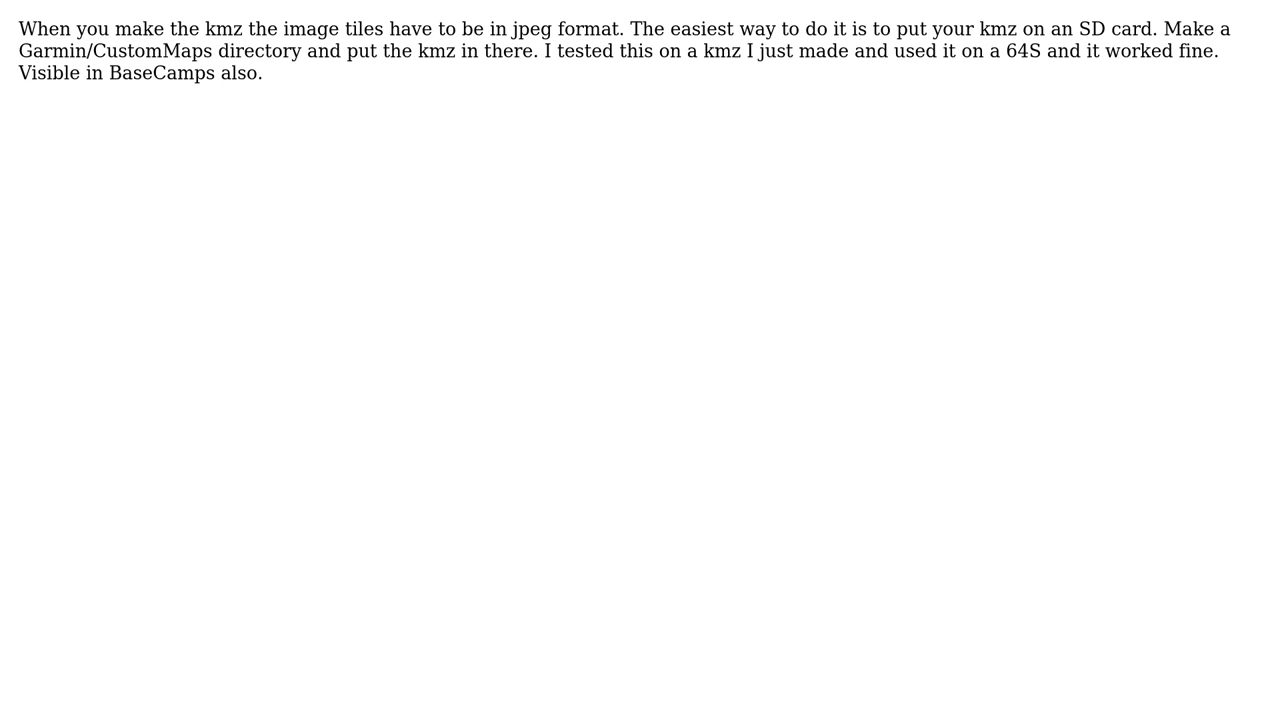 When you make the kmz the image tiles have to be in jpeg format. The easiest way to do it is to put your kmz on an SD card. Make a
Garmin/CustomMaps directory and put the kmz in there. I tested this on a kmz I just made and used it on a 64S and it worked fine.
Visible in BaseCamps also.